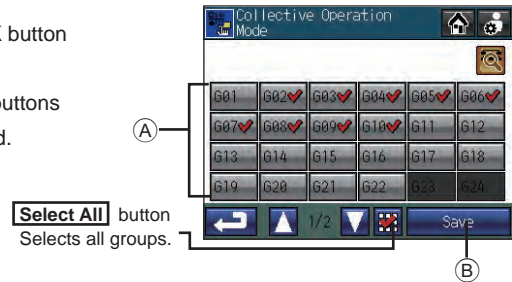 K button
buttons
d.
A
Select All button
Selects all groups.
Collective Operation
Mode
G01 G02 G03 G04 G05 G06
G07 G08 G09 G10 G11 G12
G13 G14 G15 G16 G17 G18
G19 G20 G21 G22 G23 G24
1/2 Save
B